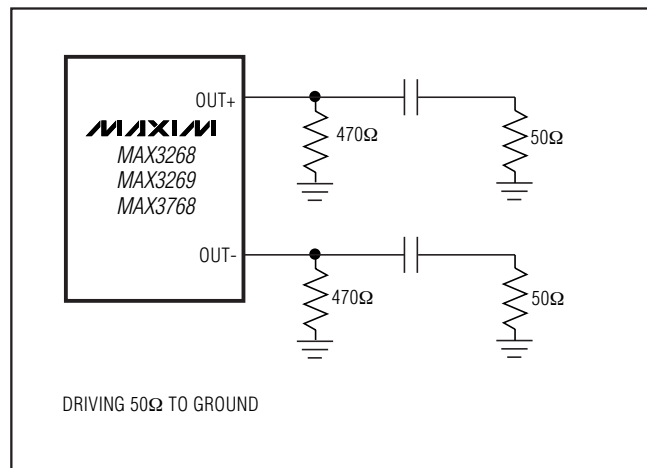 OUT+
MAXIM
MAX3268
MAX3269
MAX3768
470Ω
50Ω
OUT-
470Ω
50Ω
DRIVING 50Ω TO GROUND